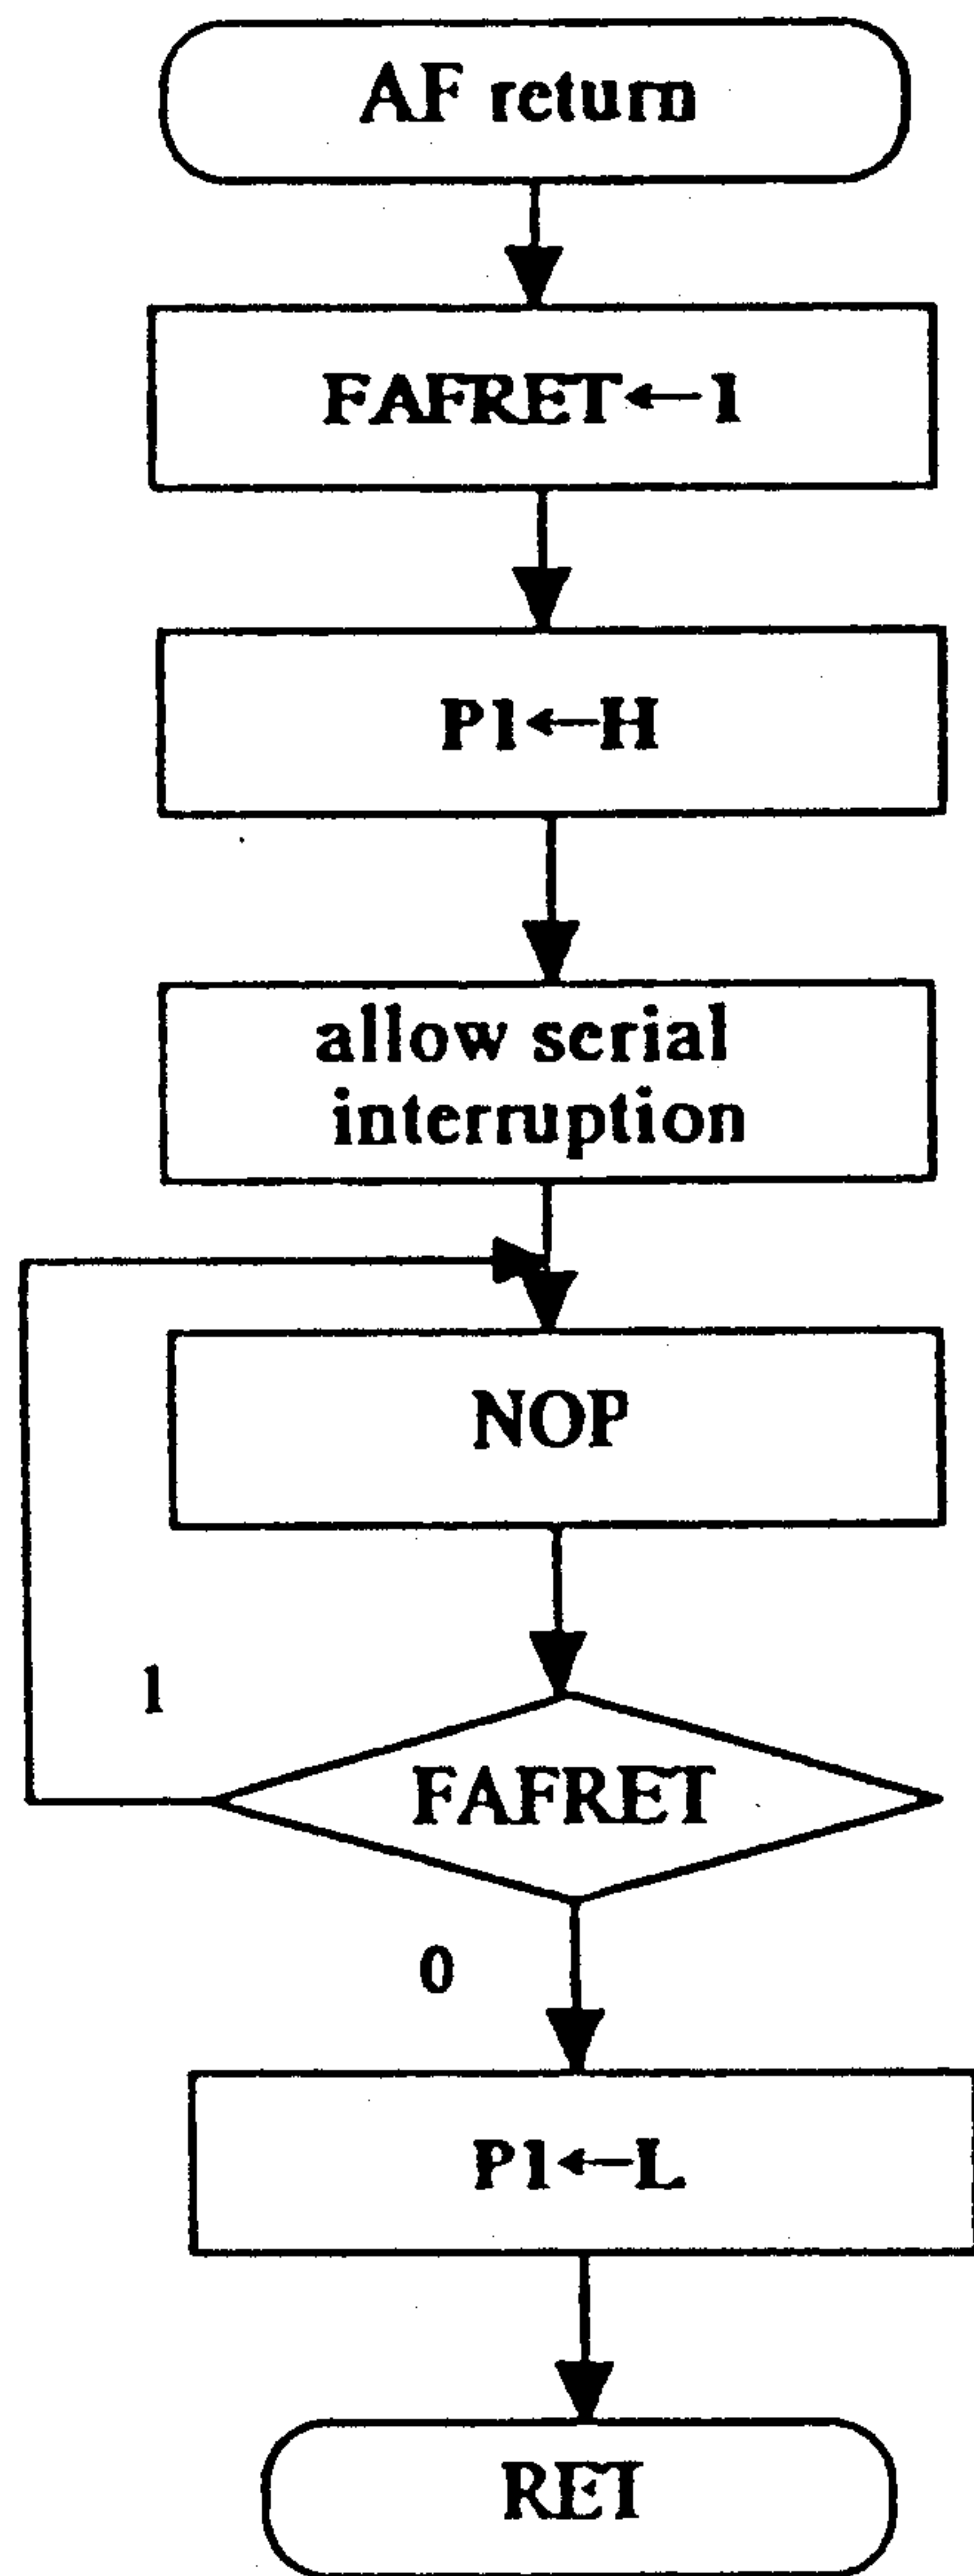 AF return
FAFRET←1
P1←H
allow serial
interruption
NOP
1
FAFRET
0
P1←L
RET